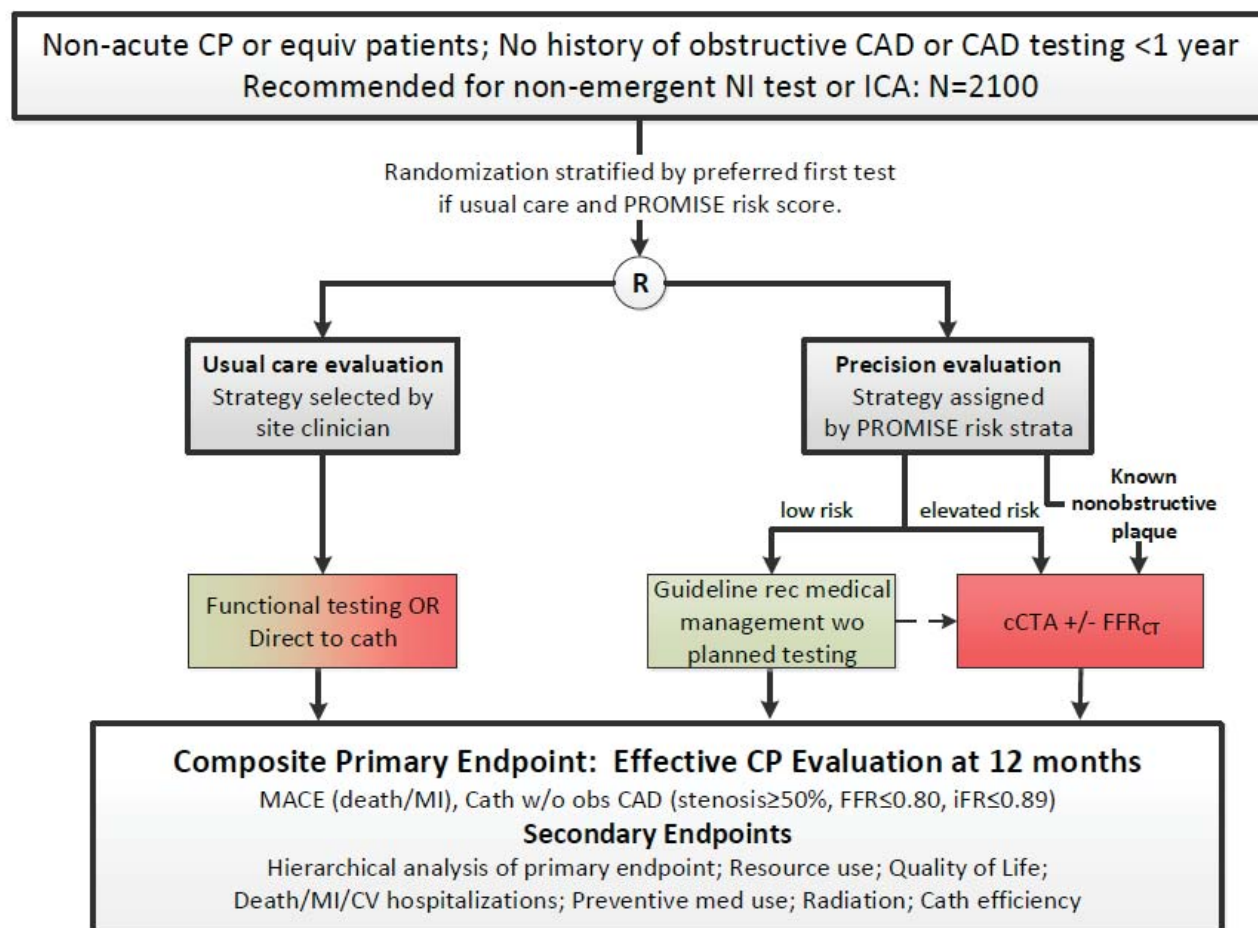 Non-acute CP or equiv patients; No history of obstructive CAD or CAD testing <1 year
Recommended for non-emergent NI test or ICA: N=2100
Randomization stratified by preferred first test
if usual care and PROMISE risk score.
R
Usual care evaluation
Strategy selected by
site clinician
Precision evaluation
Strategy assigned
by PROMISE risk strata
low risk
elevated risk
Known
nonobstructive
plaque
Functional testing OR
Direct to cath
Guideline rec medical
management wo
planned testing
cCTA +/- FFRCT
Composite Primary Endpoint: Effective CP Evaluation at 12 months
MACE (death/MI), Cath w/o obs CAD (stenosis≥50%, FFR≤0.80, iFR≤0.89)
Secondary Endpoints
Hierarchical analysis of primary endpoint; Resource use; Quality of Life;
Death/MI/CV hospitalizations; Preventive med use; Radiation; Cath efficiency